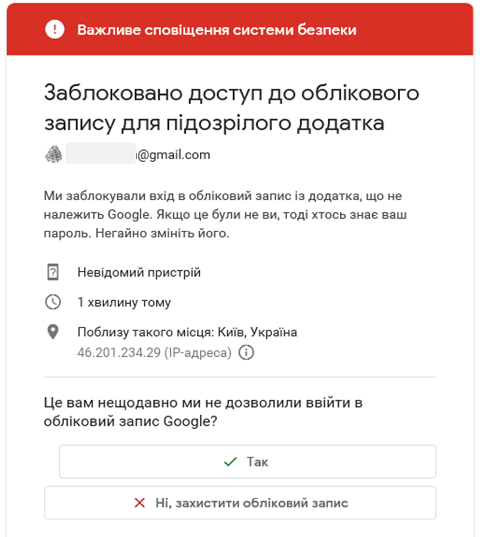 Важливе сповіщення системи безпеки
Заблоковано доступ до облікового
запису для підозрілого додатка
@gmail.com
Ми заблокували вхід в обліковий запис із додатка, що не
належить Google. Якщо це були не ви, тоді хтось знає ваш
пароль. Негайно змініть його.
Невідомий пристрій
1 хвилину тому
Поблизу такого місця: Київ, Україна
46.201.234.29 (IP-адреса)
Це вам нещодавно ми не дозволили ввійти в
обліковий запис Google?
Так
Ні, захистити обліковий запис